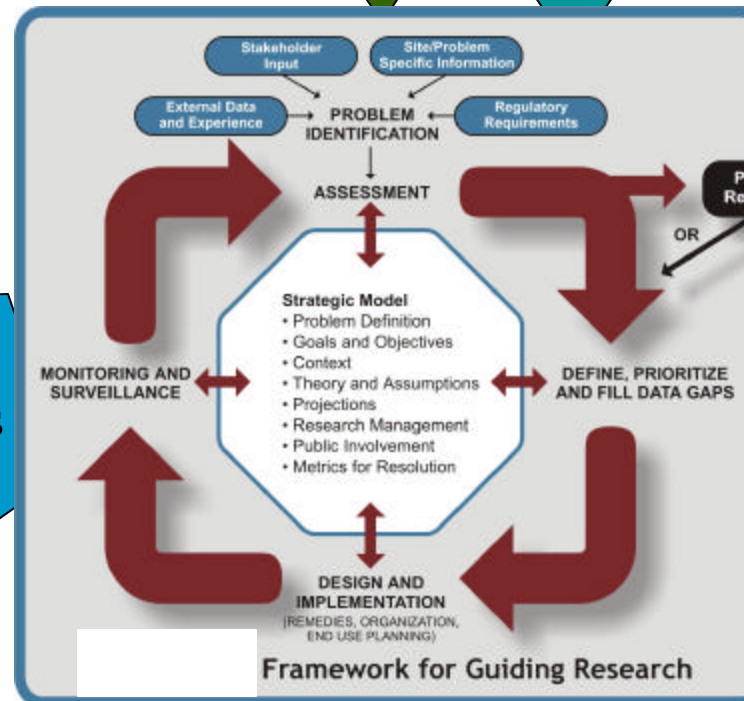 Stakeholder
Input
Site/Problem
Specific Information
External Data
and Experience
PROBLEM
IDENTIFICATION
Regulatory
Requirements
ASSESSMENT
OR
Strategic Model
• Problem Definition
• Goals and Objectives
• Context
• Theory and Assumptions
• Projections
• Research Management
• Public Involvement
• Metrics for Resolution
MONITORING AND
SURVEILLANCE
DEFINE, PRIORITIZE
AND FILL DATA GAPS
DESIGN AND
IMPLEMENTATION
(REMEDIES, ORGANIZATION,
END USE PLANNING)
Framework for Guiding Research